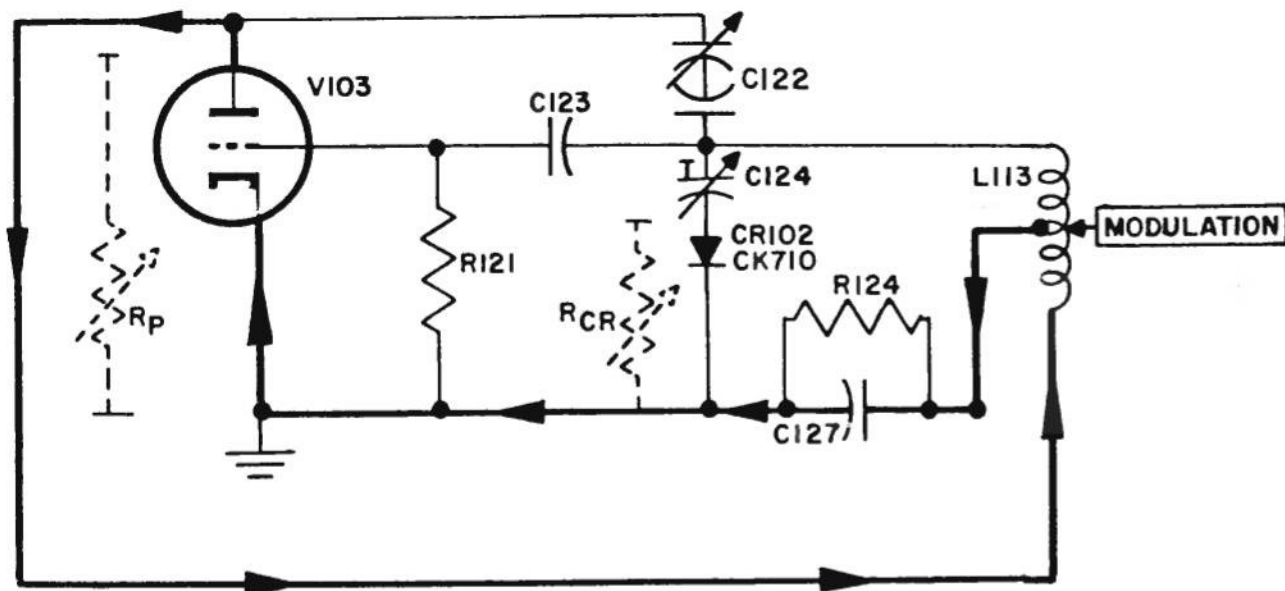 V103
C123
C122
C124
L113
MODULATION
CR102
CK710
R121
R124
RP
RCR
C127